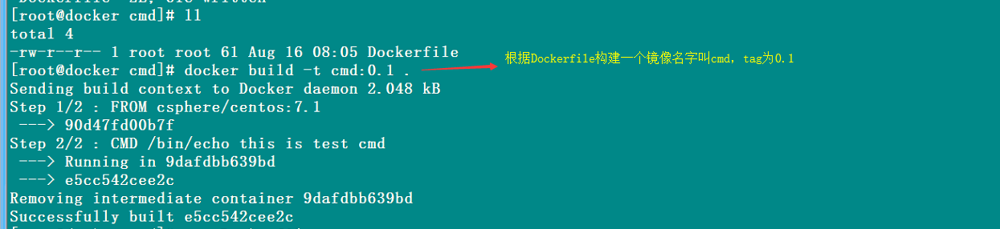 [root@docker cmd]# ll
total 4
-rw-r--r-- 1 root root 61 Aug 16 08:05 Dockerfile
[root@docker cmd]# docker build -t cmd:0.1 .
根据Dockerfile构建一个镜像名字叫cmd，tag为0.1
Sending build context to Docker daemon 2.048 kB
Step 1/2 : FROM csphere/centos:7.1
---> 90d47fd00b7f
Step 2/2 : CMD /bin/echo this is test cmd
---> Running in 9dafdbb639bd
---> e5cc542cee2c
Removing intermediate container 9dafdbb639bd
Successfully built e5cc542cee2c